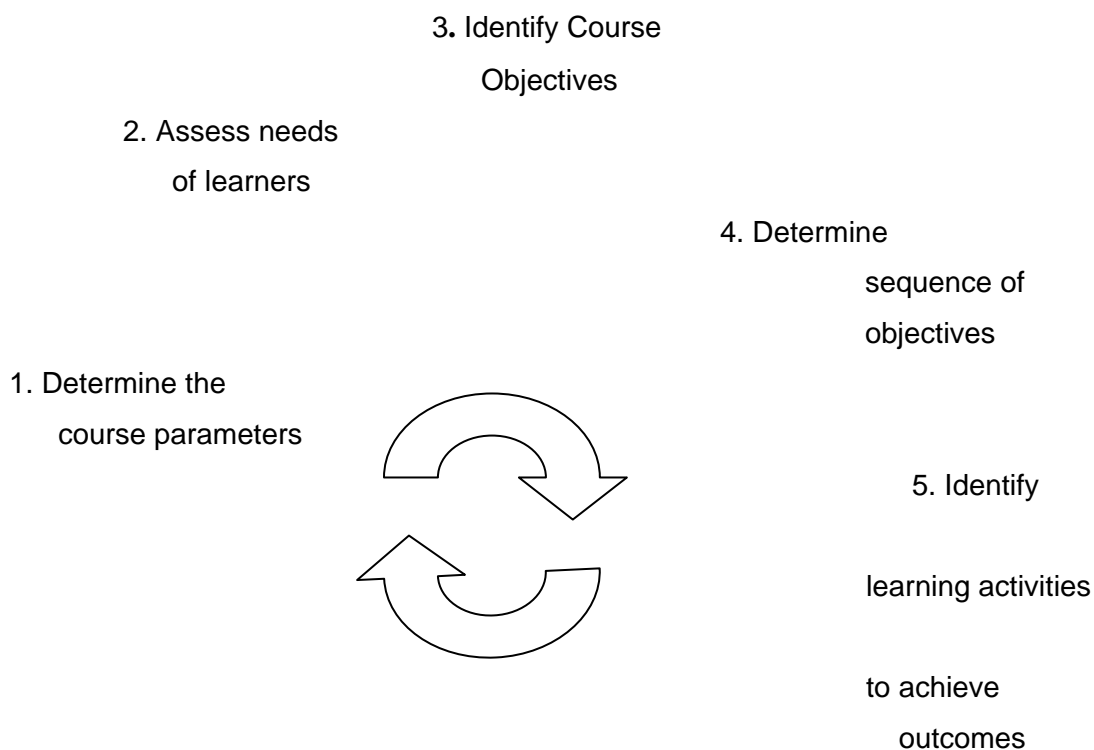 3. Identify Course
Objectives
2. Assess needs
of learners
4. Determine
sequence of
objectives
1. Determine the
course parameters
5. Identify
learning activities
to achieve
outcomes